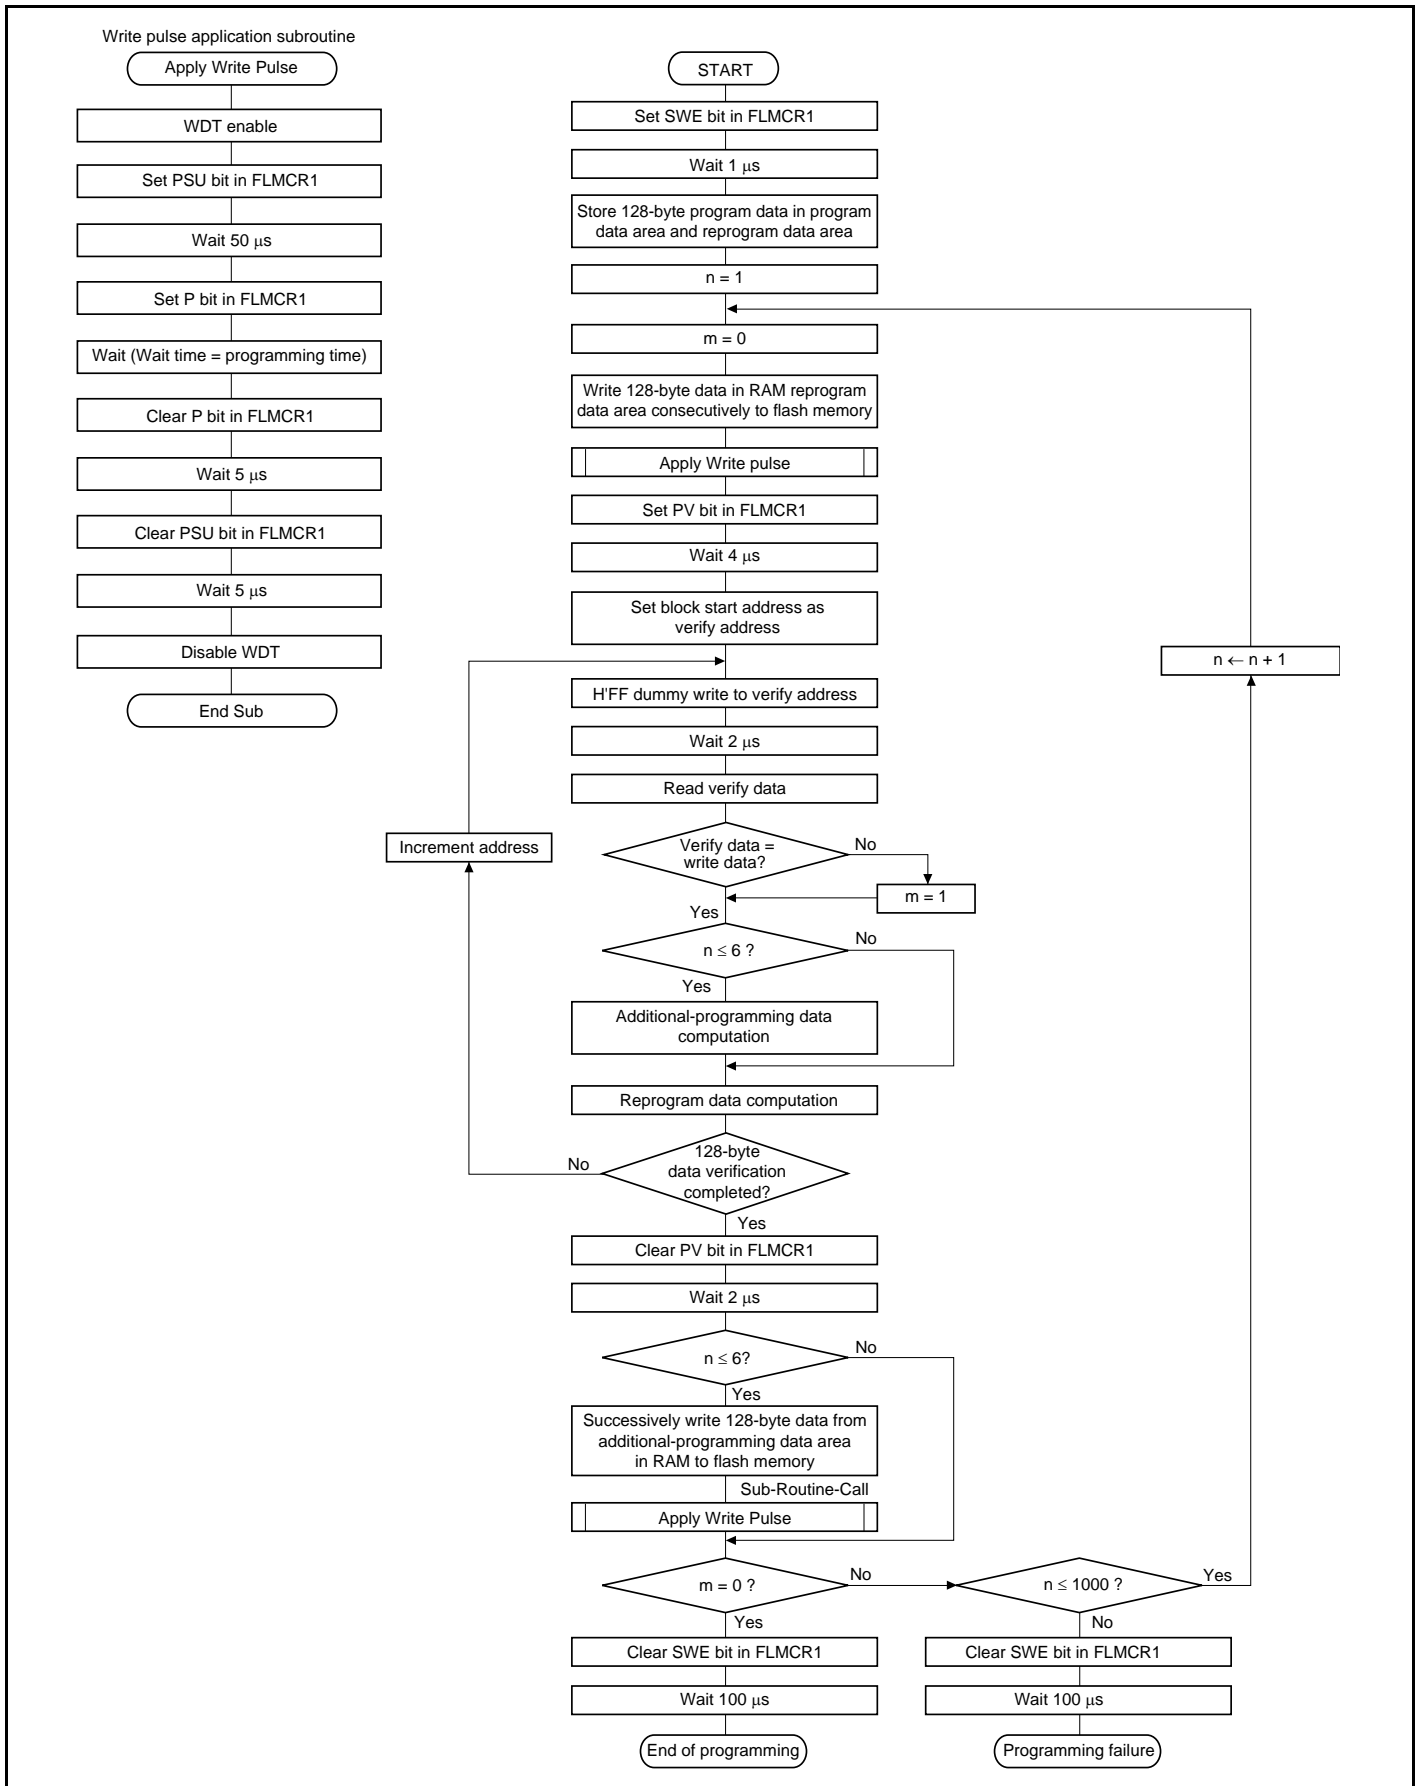 Write pulse application subroutine
Apply Write Pulse
WDT enable
Set PSU bit in FLMCR1
Wait 50 μs
Set P bit in FLMCR1
Wait (Wait time = programming time)
Clear P bit in FLMCR1
Wait 5 μs
Clear PSU bit in FLMCR1
Wait 5 μs
Disable WDT
End Sub
START
Set SWE bit in FLMCR1
Wait 1 μs
Store 128-byte program data in program
data area and reprogram data area
n = 1
m = 0
Write 128-byte data in RAM reprogram
data area consecutively to flash memory
Apply Write pulse
Set PV bit in FLMCR1
Wait 4 μs
Set block start address as
verify address
n ← n + 1
H'FF dummy write to verify address
Wait 2 μs
Read verify data
Increment address
Verify data =
write data?
No
m = 1
Yes
n ≤ 6 ?
No
Yes
Additional-programming data
computation
Reprogram data computation
128-byte
data verification
completed?
No
Yes
Clear PV bit in FLMCR1
Wait 2 μs
n ≤ 6?
No
Yes
Successively write 128-byte data from
additional-programming data area
in RAM to flash memory
Sub-Routine-Call
Apply Write Pulse
m = 0 ?
No
n ≤ 1000 ?
Yes
Yes
No
Clear SWE bit in FLMCR1
Clear SWE bit in FLMCR1
Wait 100 μs
Wait 100 μs
End of programming
Programming failure